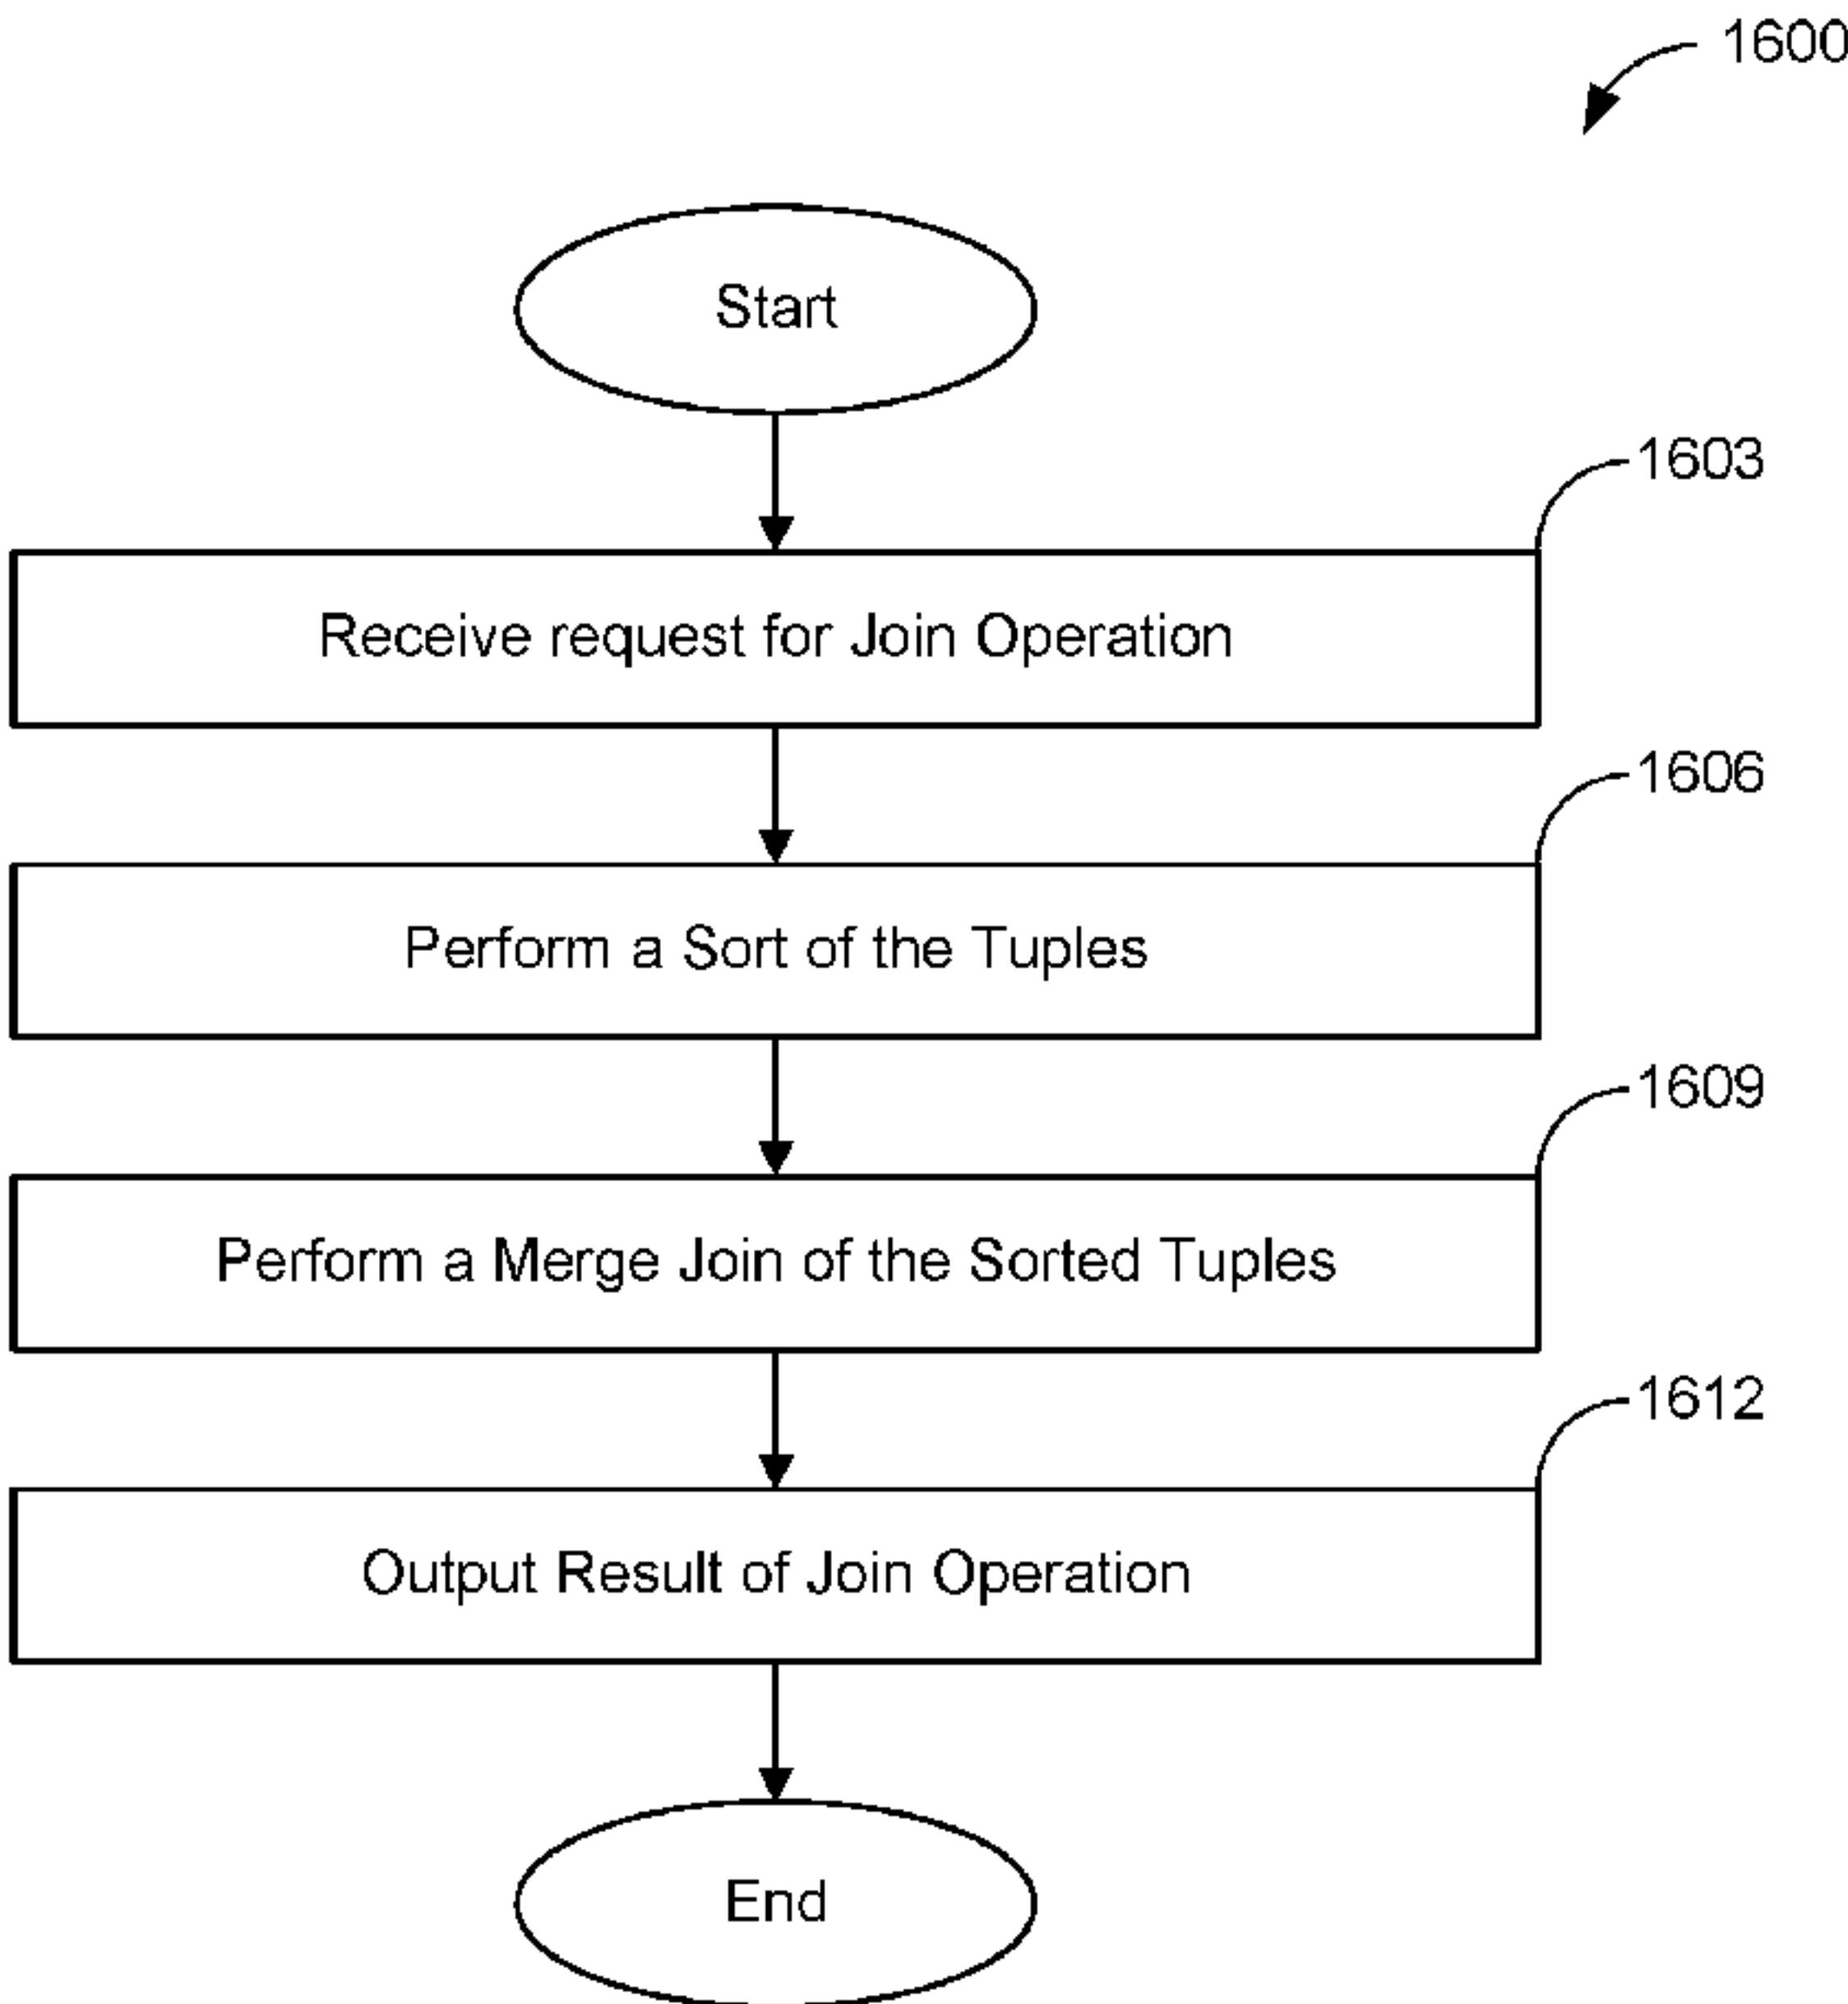 1600
Start
1603
Receive request for Join Operation
1606
Perform a Sort of the Tuples
1609
Perform a Merge Join of the Sorted Tuples
1612
Output Result of Join Operation
End